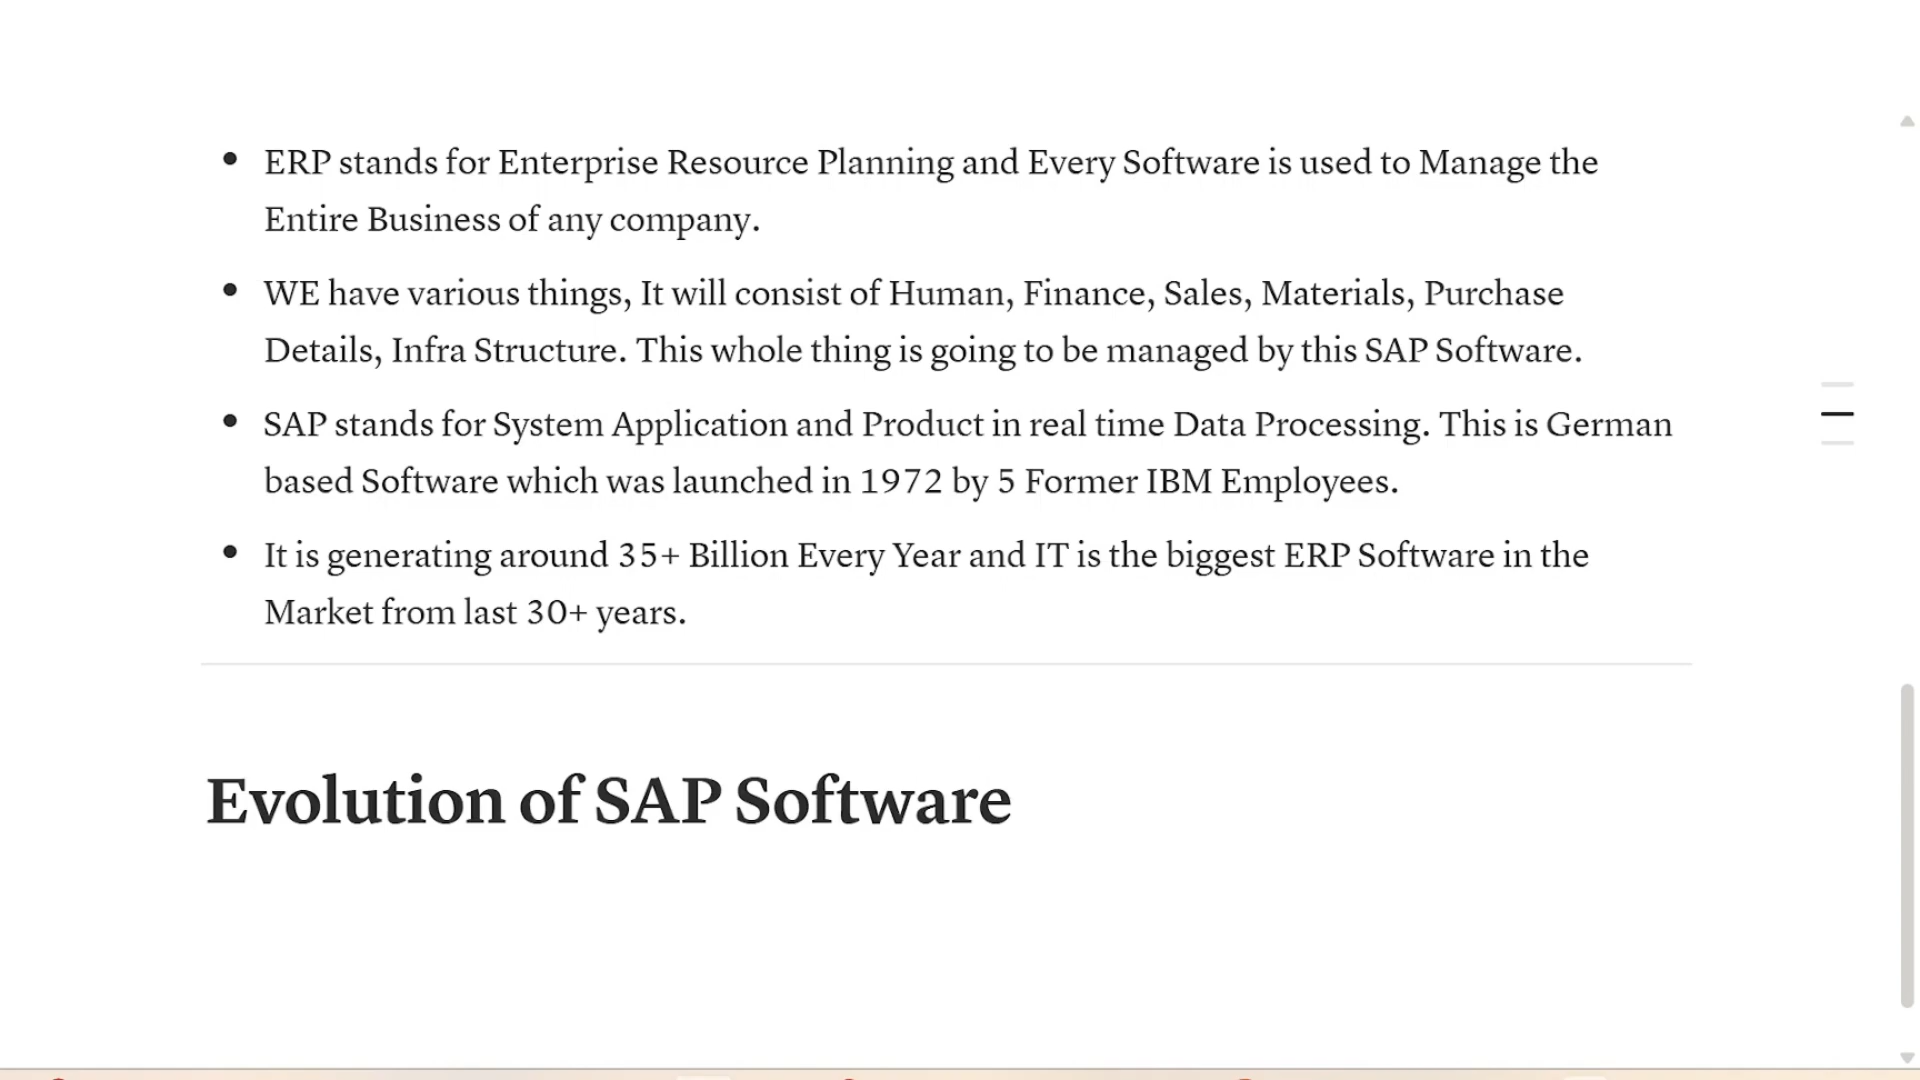 • ERP stands for Enterprise Resource Planning and Every Software is used to Manage the
Entire Business of any company.
• WE have various things, It will consist of Human, Finance, Sales, Materials, Purchase
Details, Infra Structure. This whole thing is going to be managed by this SAP Software.
• SAP stands for System Application and Product in real time Data Processing. This is German
based Software which was launched in 1972 by 5 Former IBM Employees.
• It is generating around 35+ Billion Every Year and IT is the biggest ERP Software in the
Market from last 30+ years.
Evolution of SAP Software